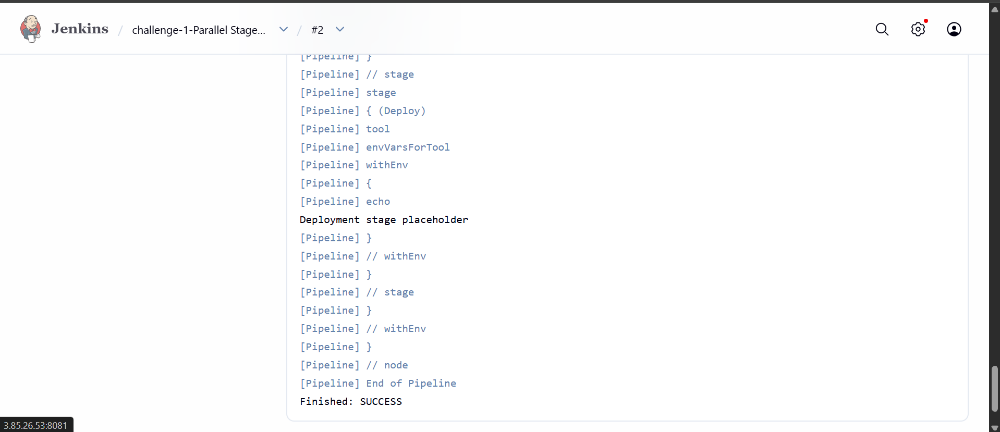 Jenkins / challenge-1-Parallel Stage... / #2
[Pipeline] }
[Pipeline] // stage
[Pipeline] stage
[Pipeline] { (Deploy)
[Pipeline] tool
[Pipeline] envVarsForTool
[Pipeline] withEnv
[Pipeline] {
[Pipeline] echo
Deployment stage placeholder
[Pipeline] }
[Pipeline] // withEnv
[Pipeline] }
[Pipeline] // stage
[Pipeline] }
[Pipeline] // withEnv
[Pipeline] }
[Pipeline] // node
[Pipeline] End of Pipeline
Finished: SUCCESS
3.85.26.53:8081